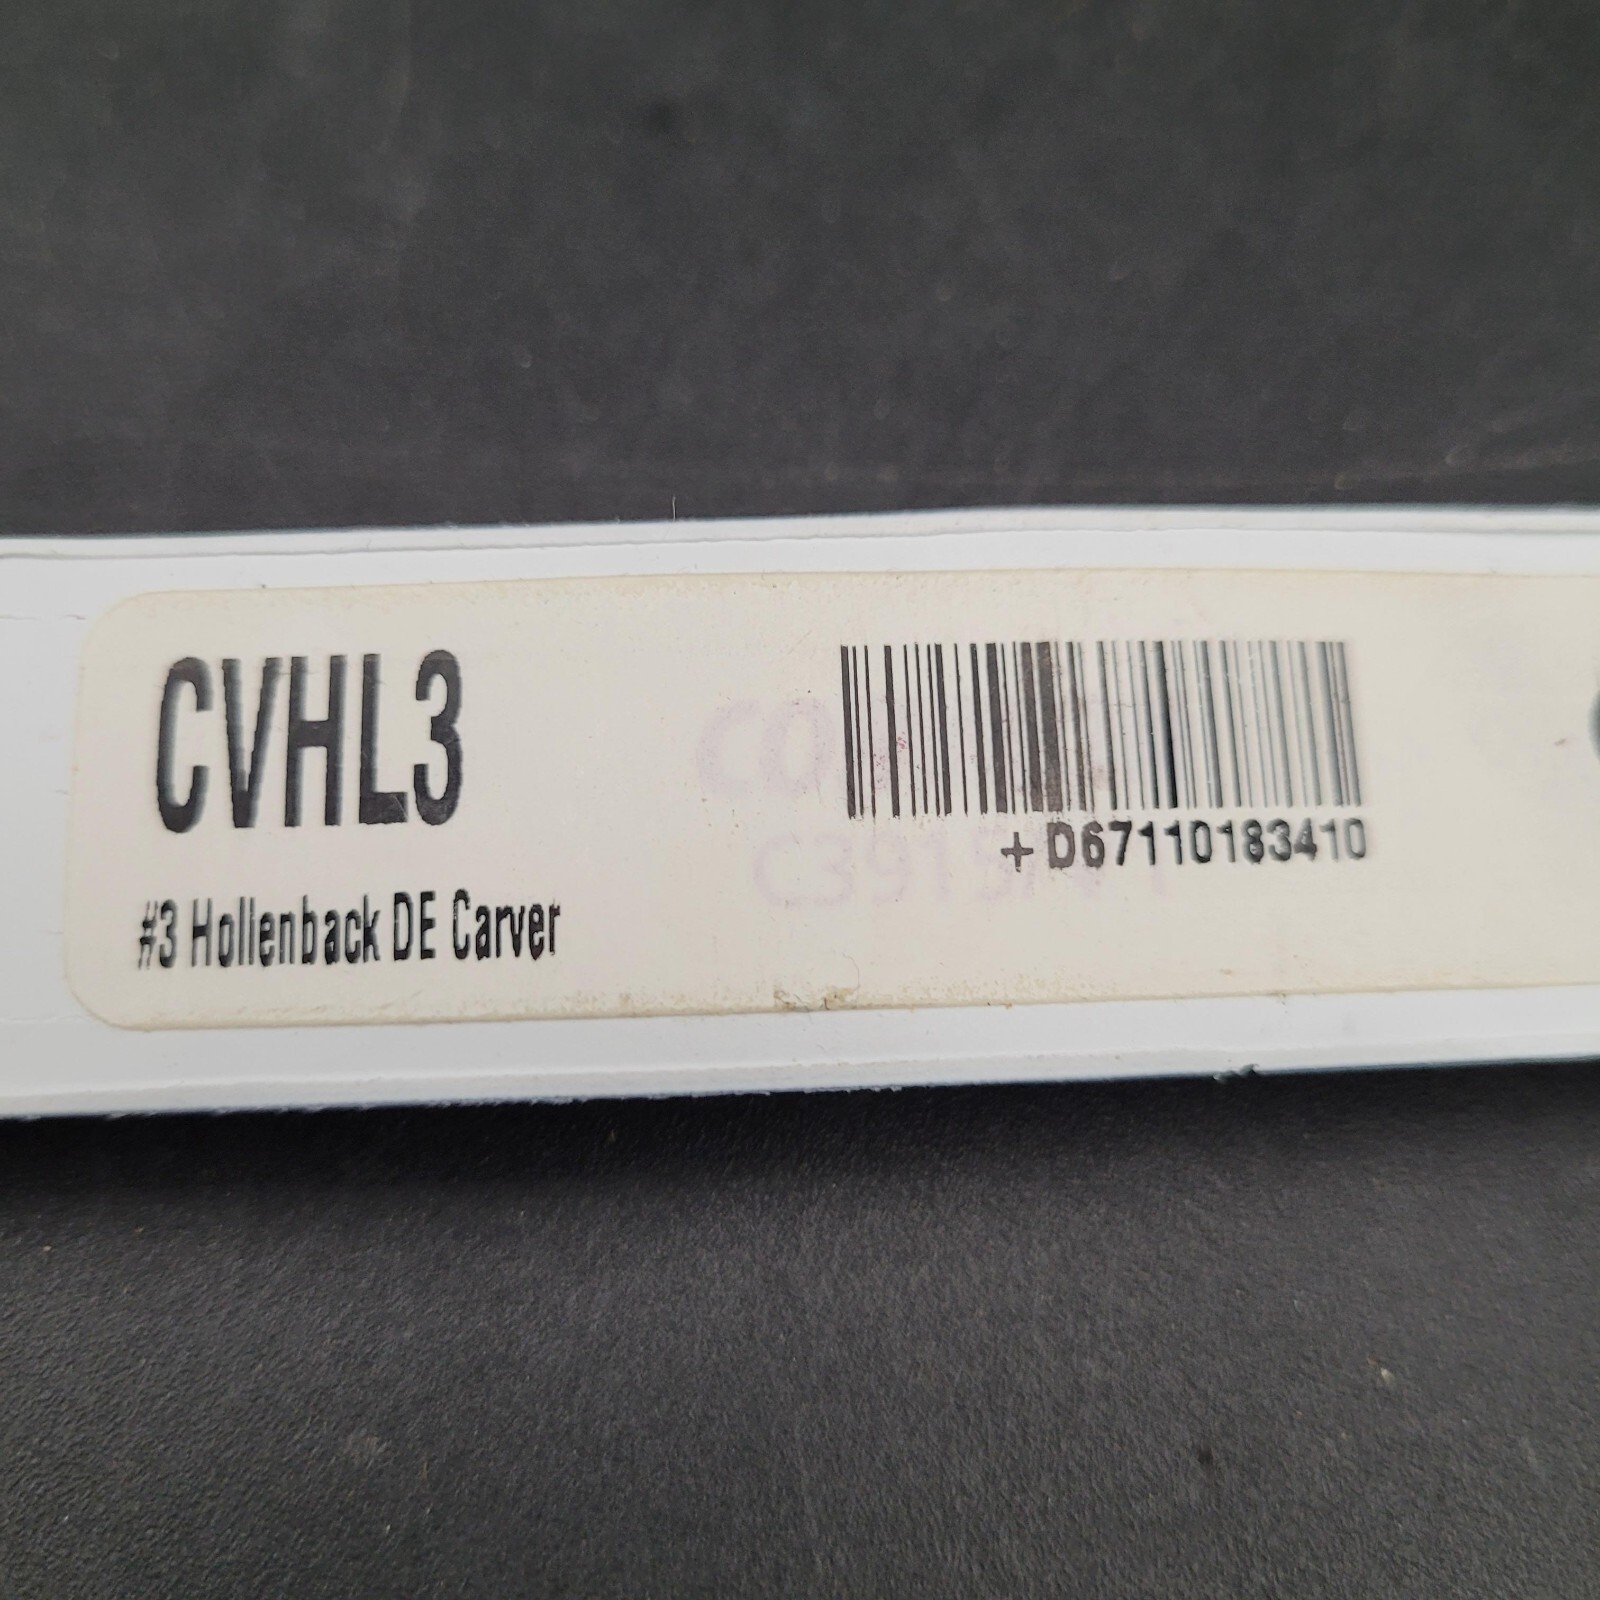 CVHL3
#3 Hollenback DE Carver
+D67110183410